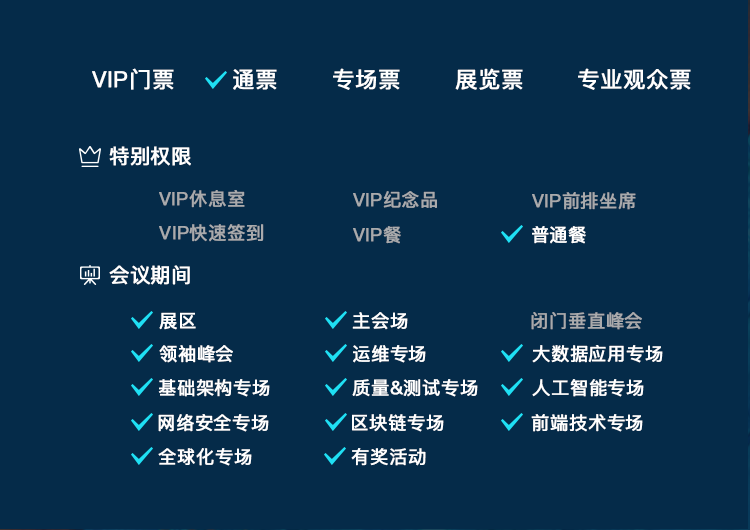 VIP门票 通票 专场票 展览票 专业观众票
特别权限
VIP休息室 VIP纪念品 VIP前排坐席
VIP快速签到 VIP餐 普通餐
会议期间
展区 主会场 闭门垂直峰会
领袖峰会 运维专场 大数据应用专场
基础架构专场 质量&测试专场 人工智能专场
网络安全专场 区块链专场 前端技术专场
全球化专场 有奖活动